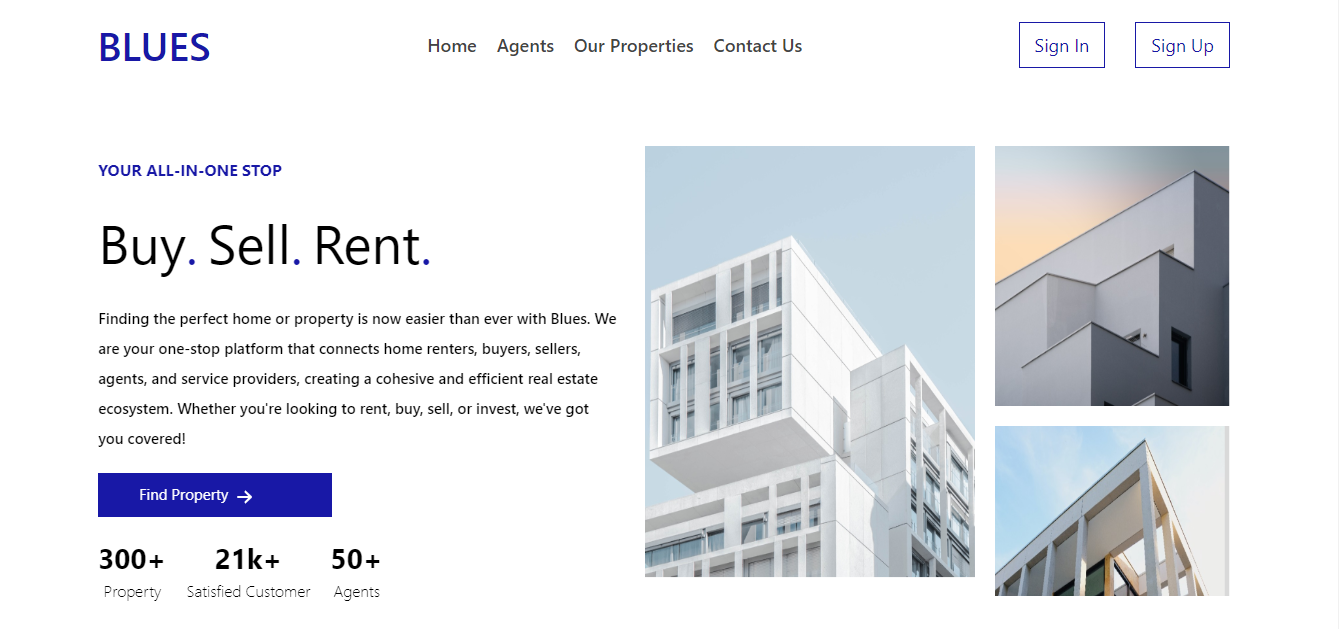 BLUES
Home Agents Our Properties Contact Us
Sign In Sign Up
YOUR ALL-IN-ONE STOP
Buy. Sell. Rent.
Finding the perfect home or property is now easier than ever with Blues. We
are your one-stop platform that connects home renters, buyers, sellers,
agents, and service providers, creating a cohesive and efficient real estate
ecosystem. Whether you're looking to rent, buy, sell, or invest, we've got
you covered!
Find Property →
300+ 21k+ 50+
Property Satisfied Customer Agents